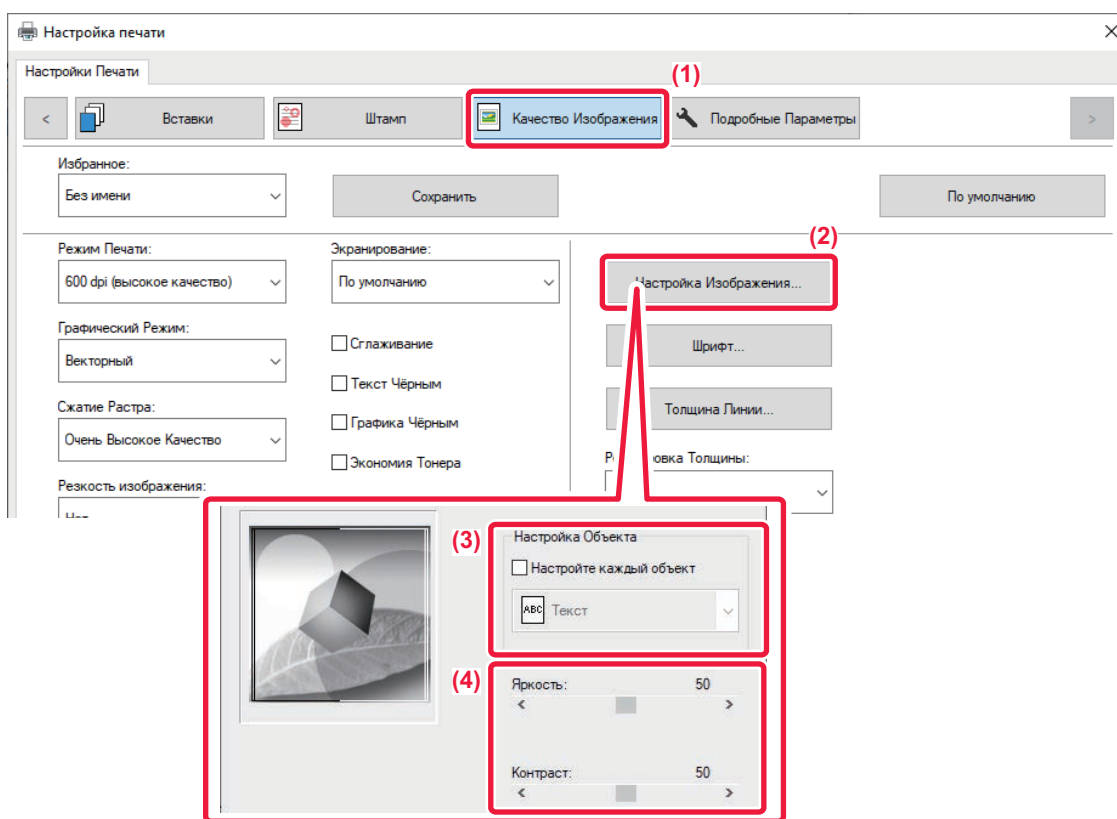 Настройка печати
Настройки Печати
(1)
Вставки
Штамп
Качество Изображения
Подробные Параметры
Избранное:
Без имени
Сохранить
По умолчанию
(2)
Режим Печати:
600 dpi (высокое качество)
Экранирование:
По умолчанию
Настройка Изображения...
Графический Режим:
Векторный
Сглаживание
Шрифт...
Текст Чёрным
Сжатие Растра:
Очень Высокое Качество
Графика Чёрным
Толщина Линии...
Экономия Тонера
Толщины:
Резкость изображения:
(3)
Настройка Объекта
Настройте каждый объект
ABC Текст
(4)
Яркость: 50
Контраст: 50